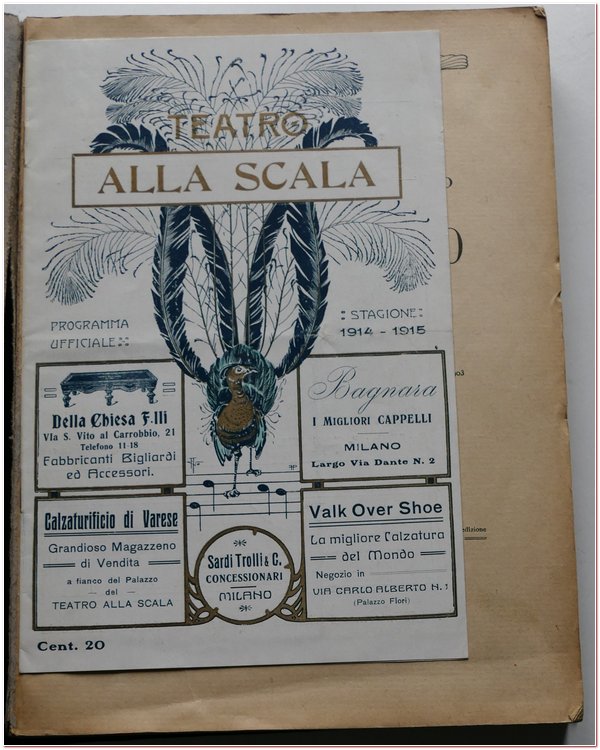 TEATRO
ALLA SCALA
PROGRAMMA
UFFICIALE
STAGIONE
1914 - 1915
Della Chiesa F.lli
VIa S. Vito al Carrobbio, 21
Telefono 11-18
Fabbricanti Bigliardi
ed Accessori.
Bagnara
I MIGLIORI CAPPELLI
MILANO
Largo Via Dante N. 2
Calzaturificio di Varese
Grandioso Magazzeno
di Vendita
a fianco del Palazzo
del
TEATRO ALLA SCALA
Sardi Trolli & C.
CONCESSIONARI
MILANO
Valk Over Shoe
La migliore Calzatura
del Mondo
Negozio in
VIA CARLO ALBERTO N. 1
(Palazzo Flori)
Cent. 20